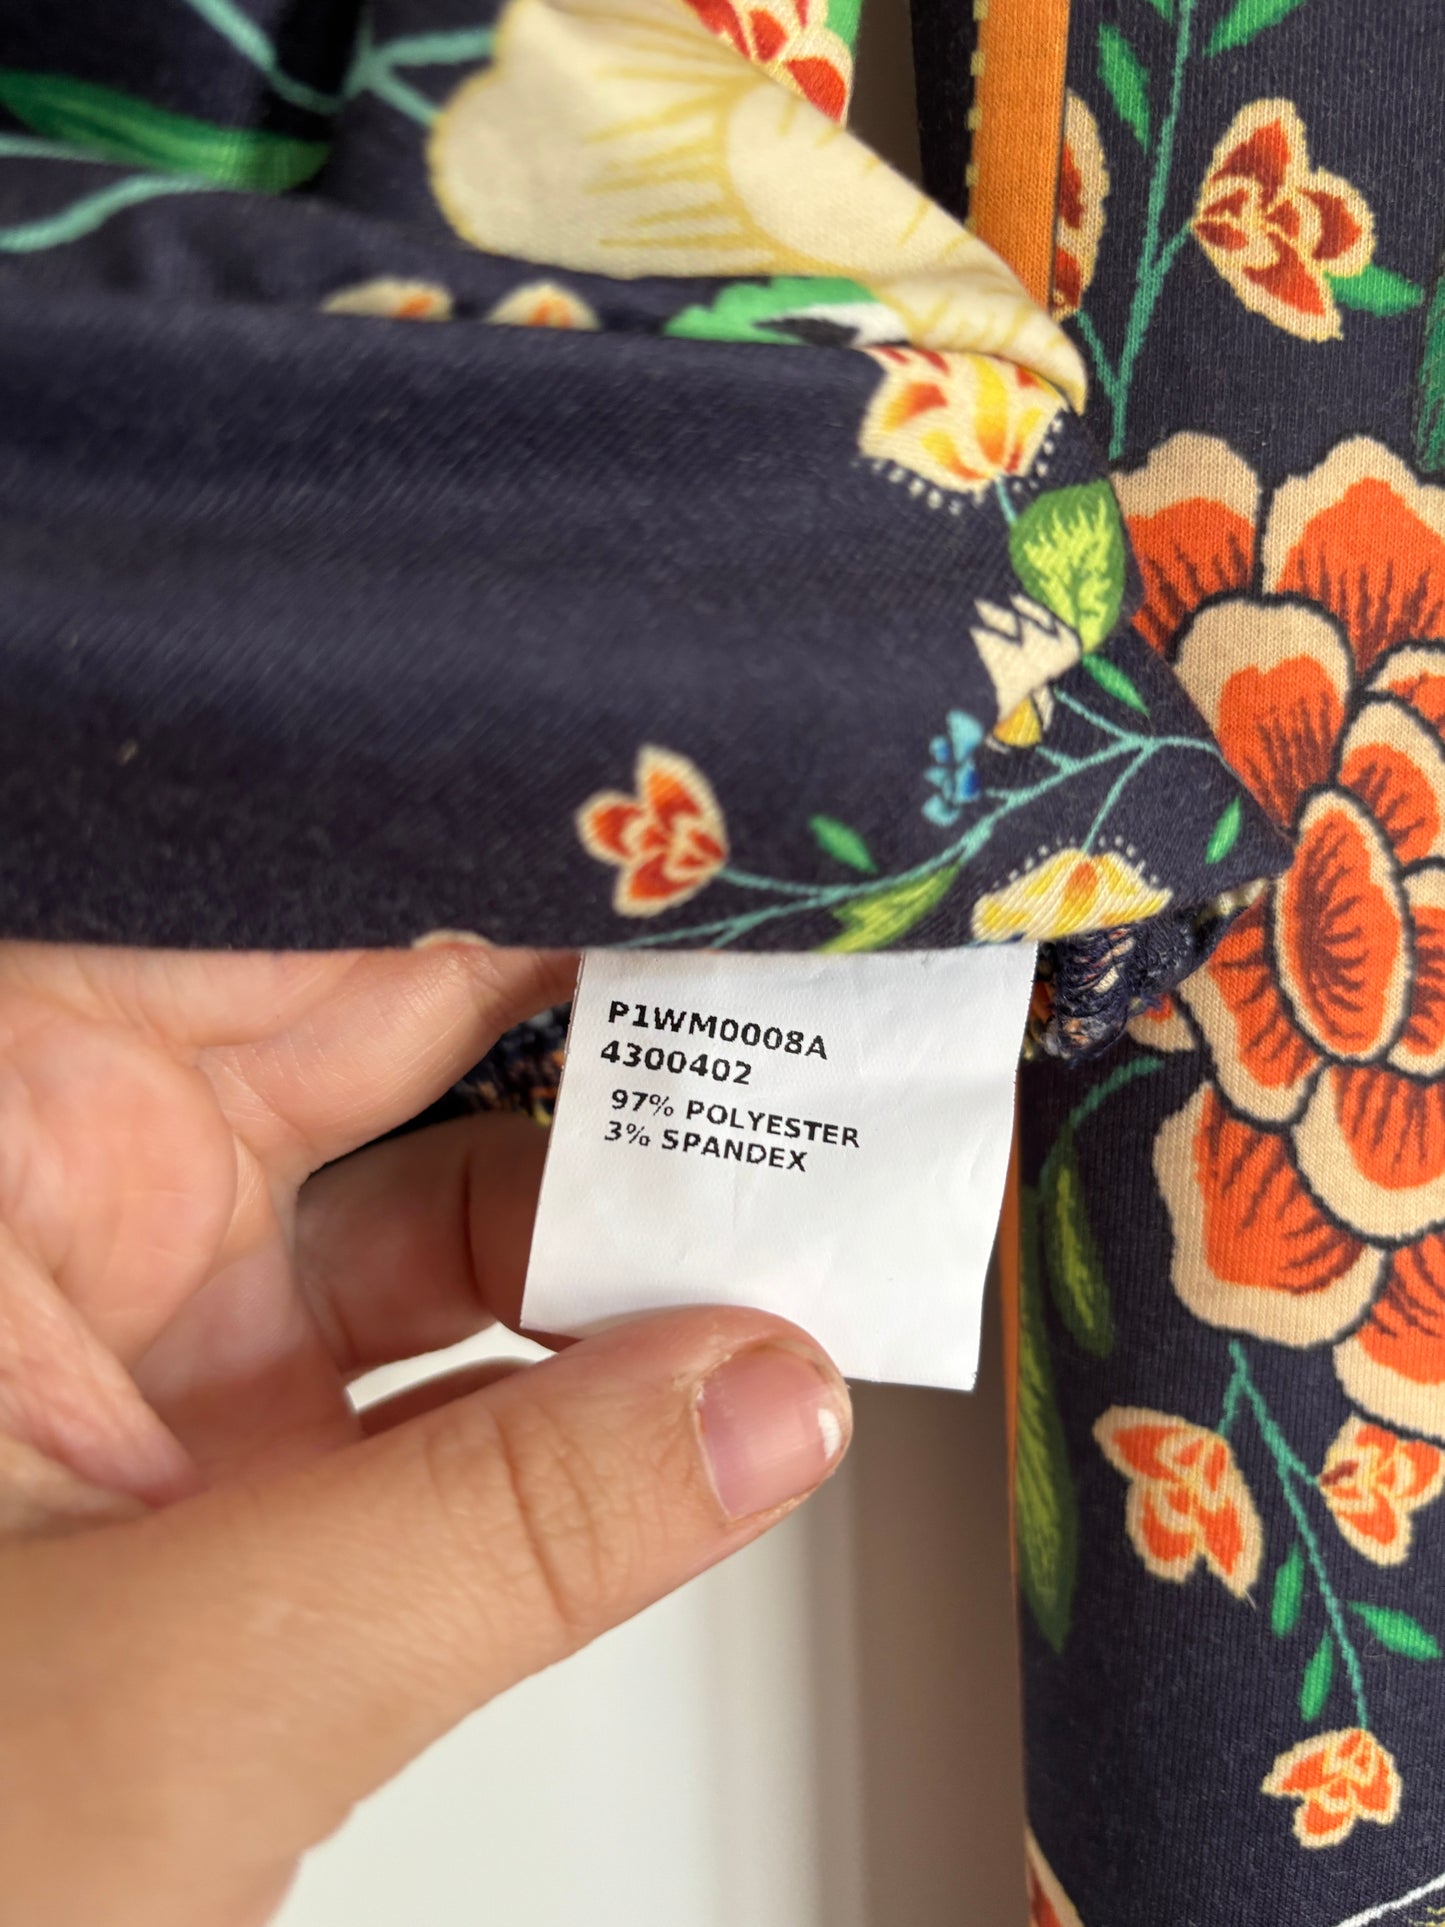 P1WM0008A
4300402
97% POLYESTER
3% SPANDEX